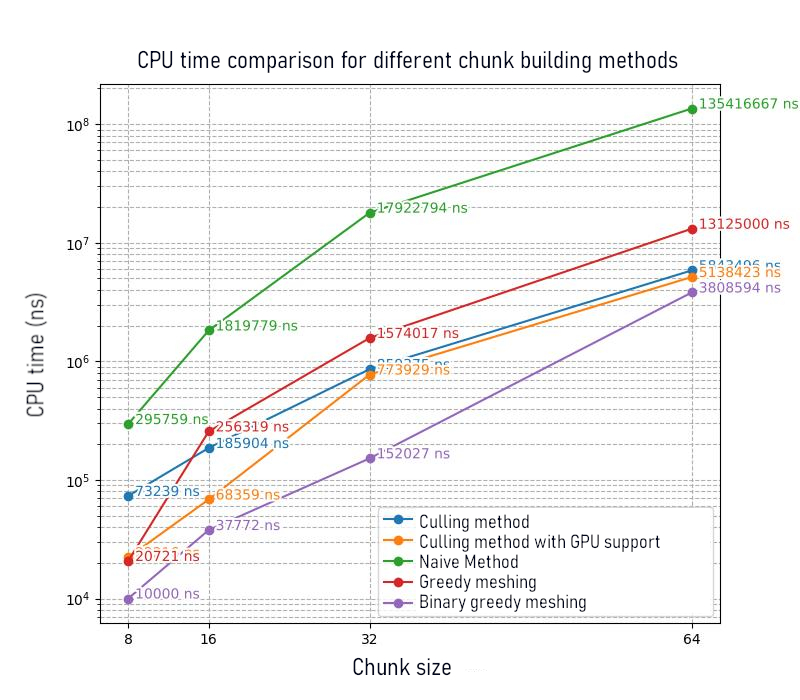 CPU time comparison for different chunk building methods
CPU time (ns)
10⁸
10⁷
10⁶
10⁵
10⁴
135416667 ns
17922794 ns
13125000 ns
5138423 ns
3808594 ns
1819779 ns
1574017 ns
773929 ns
295759 ns
256319 ns
185904 ns
152027 ns
73239 ns
68359 ns
37772 ns
20721 ns
10000 ns
Culling method
Culling method with GPU support
Naive Method
Greedy meshing
Binary greedy meshing
8 16 32 64
Chunk size